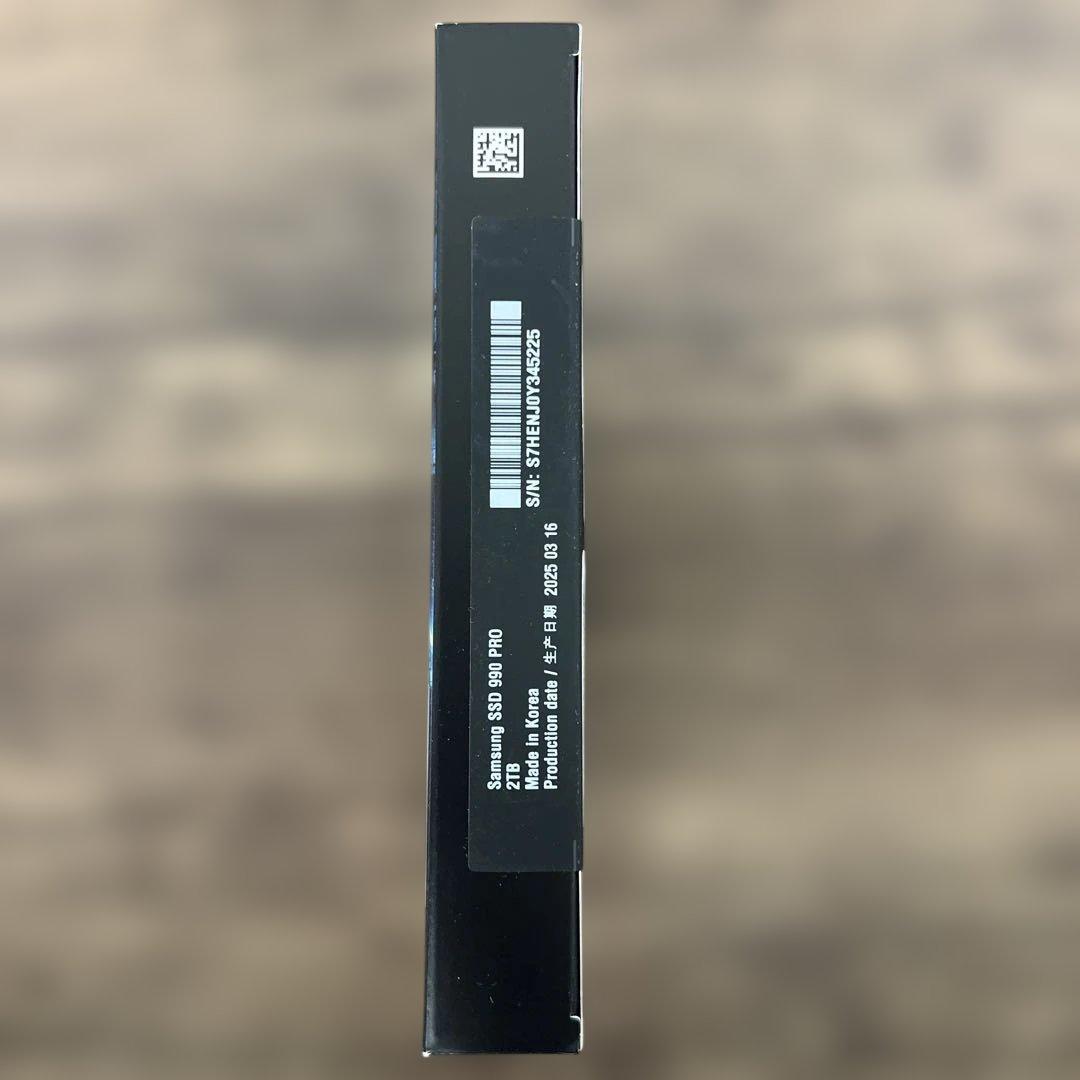 Samsung SSD 990 PRO
2TB
Made in Korea
Production date / 生产日期 2025 03 16
S/N: S7HENJ0Y345225